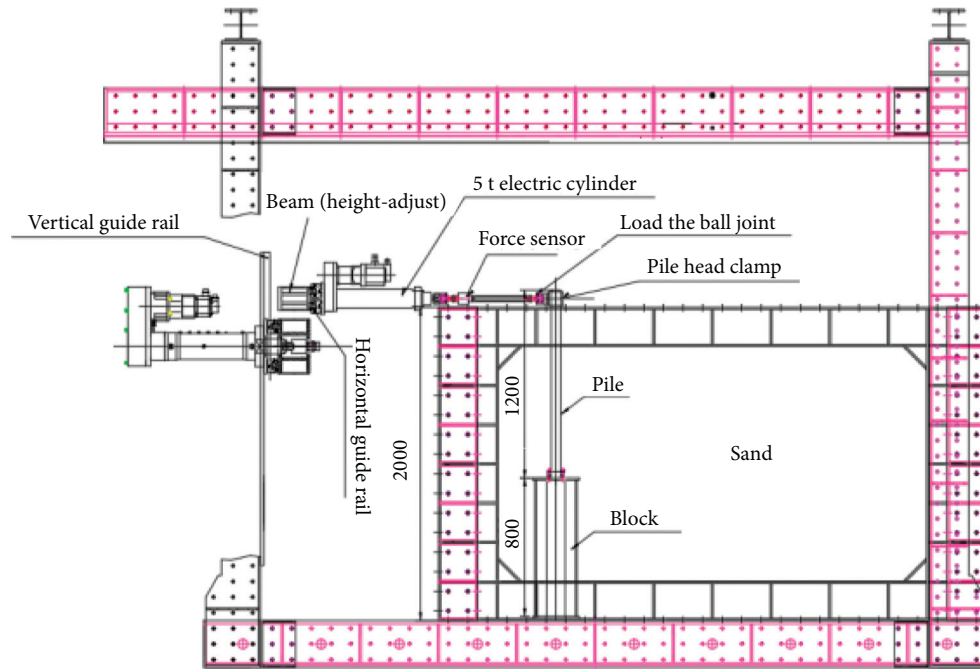 5 t electric cylinder
Beam (height-adjust)
Vertical guide rail
Load the ball joint
Force sensor
Pile head clamp
Horizontal guide rail
2000
1200
Pile
Sand
800
Block